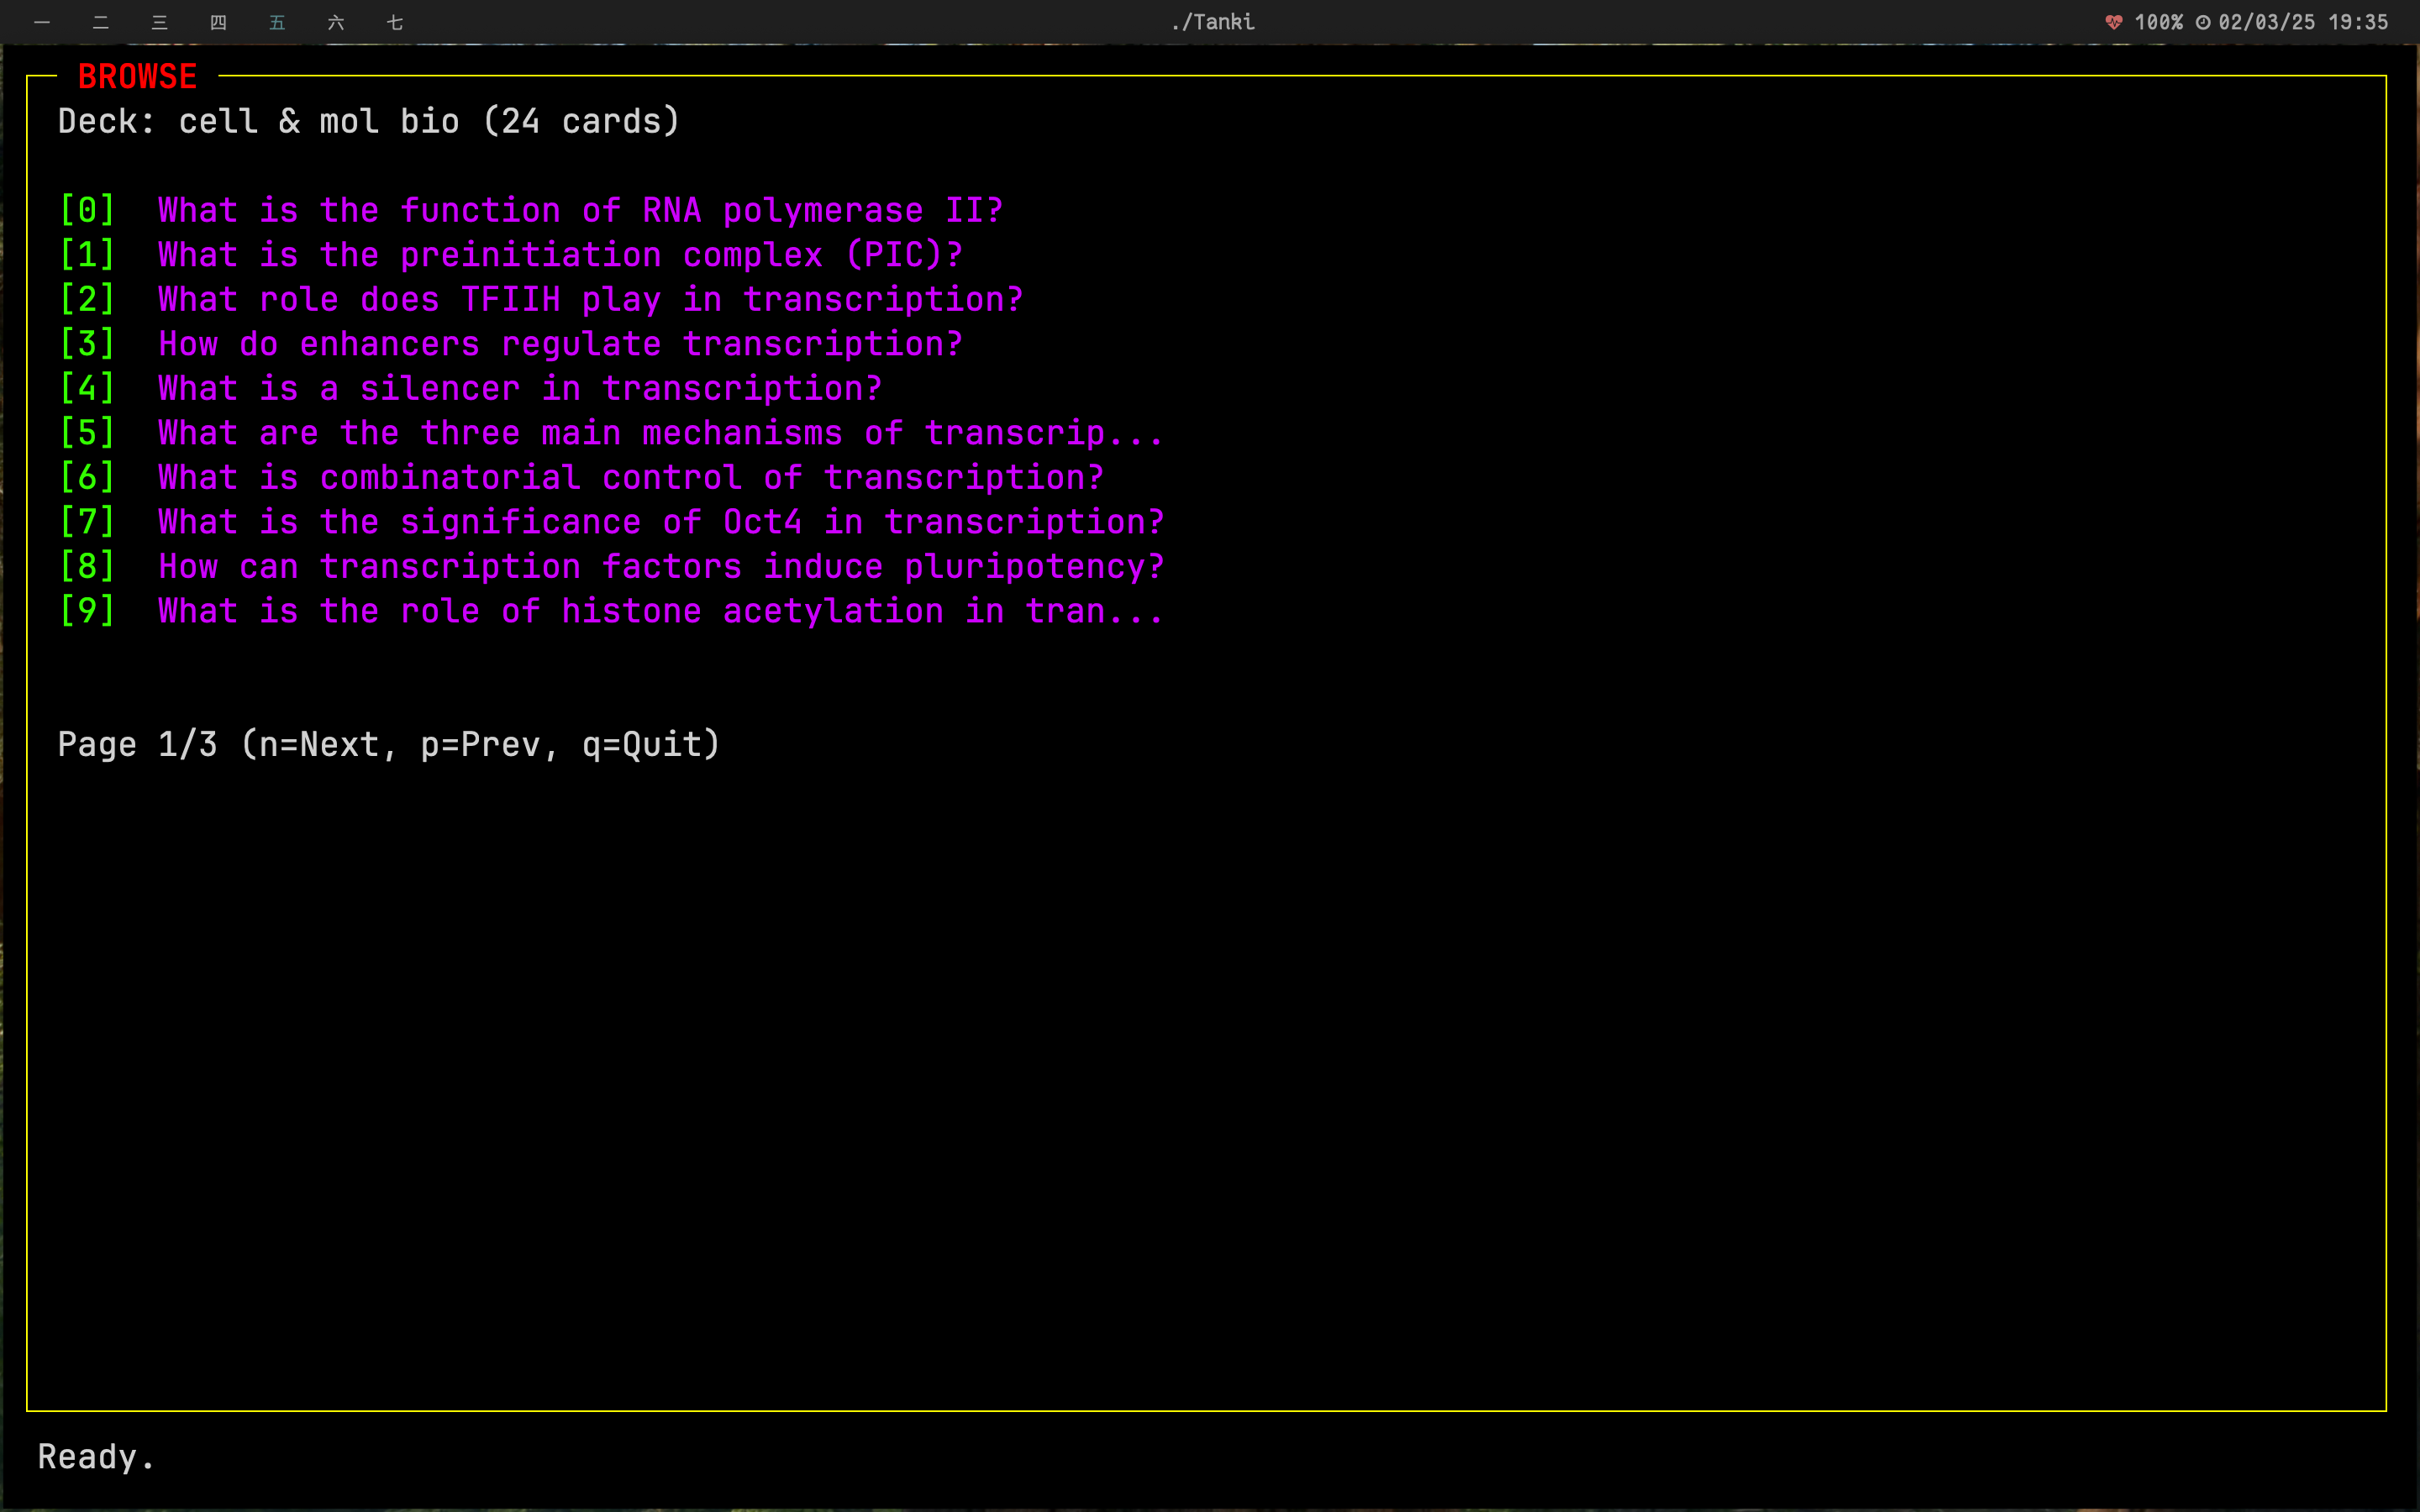 一 二 三 四 五 六 七 ./Tanki 100% 02/03/25 19:35
BROWSE
Deck: cell & mol bio (24 cards)
[0] What is the function of RNA polymerase II?
[1] What is the preinitiation complex (PIC)?
[2] What role does TFIIH play in transcription?
[3] How do enhancers regulate transcription?
[4] What is a silencer in transcription?
[5] What are the three main mechanisms of transcrip...
[6] What is combinatorial control of transcription?
[7] What is the significance of Oct4 in transcription?
[8] How can transcription factors induce pluripotency?
[9] What is the role of histone acetylation in tran...
Page 1/3 (n=Next, p=Prev, q=Quit)
Ready.